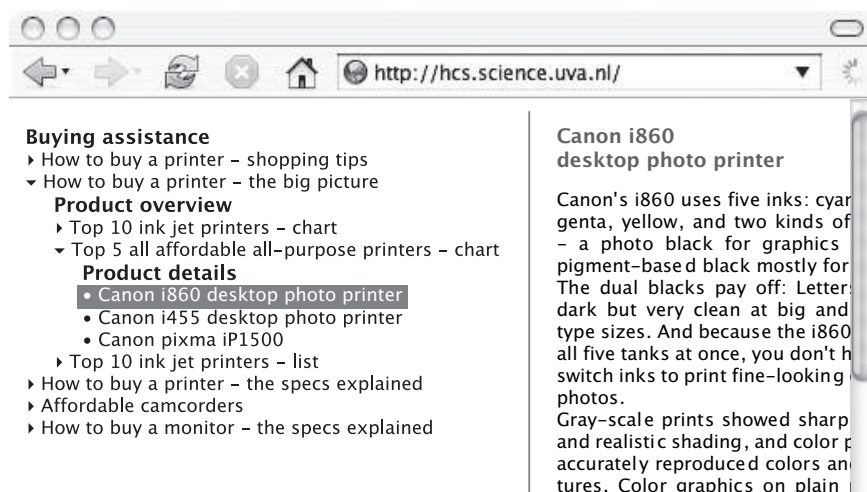 http://hcs.science.uva.nl/
Buying assistance
How to buy a printer – shopping tips
How to buy a printer – the big picture
Product overview
Top 10 ink jet printers – chart
Top 5 all affordable all-purpose printers – chart
Product details
• Canon i860 desktop photo printer
• Canon i455 desktop photo printer
• Canon pixma iP1500
Top 10 ink jet printers – list
How to buy a printer – the specs explained
Affordable camcorders
How to buy a monitor – the specs explained
Canon i860
desktop photo printer
Canon's i860 uses five inks: cyan
genta, yellow, and two kinds of
– a photo black for graphics
pigment-based black mostly for
The dual blacks pay off: Letters
dark but very clean at big and
type sizes. And because the i860
all five tanks at once, you don't h
switch inks to print fine-looking
photos.
Gray-scale prints showed sharp
and realistic shading, and color p
accurately reproduced colors and
tures. Color graphics on plain